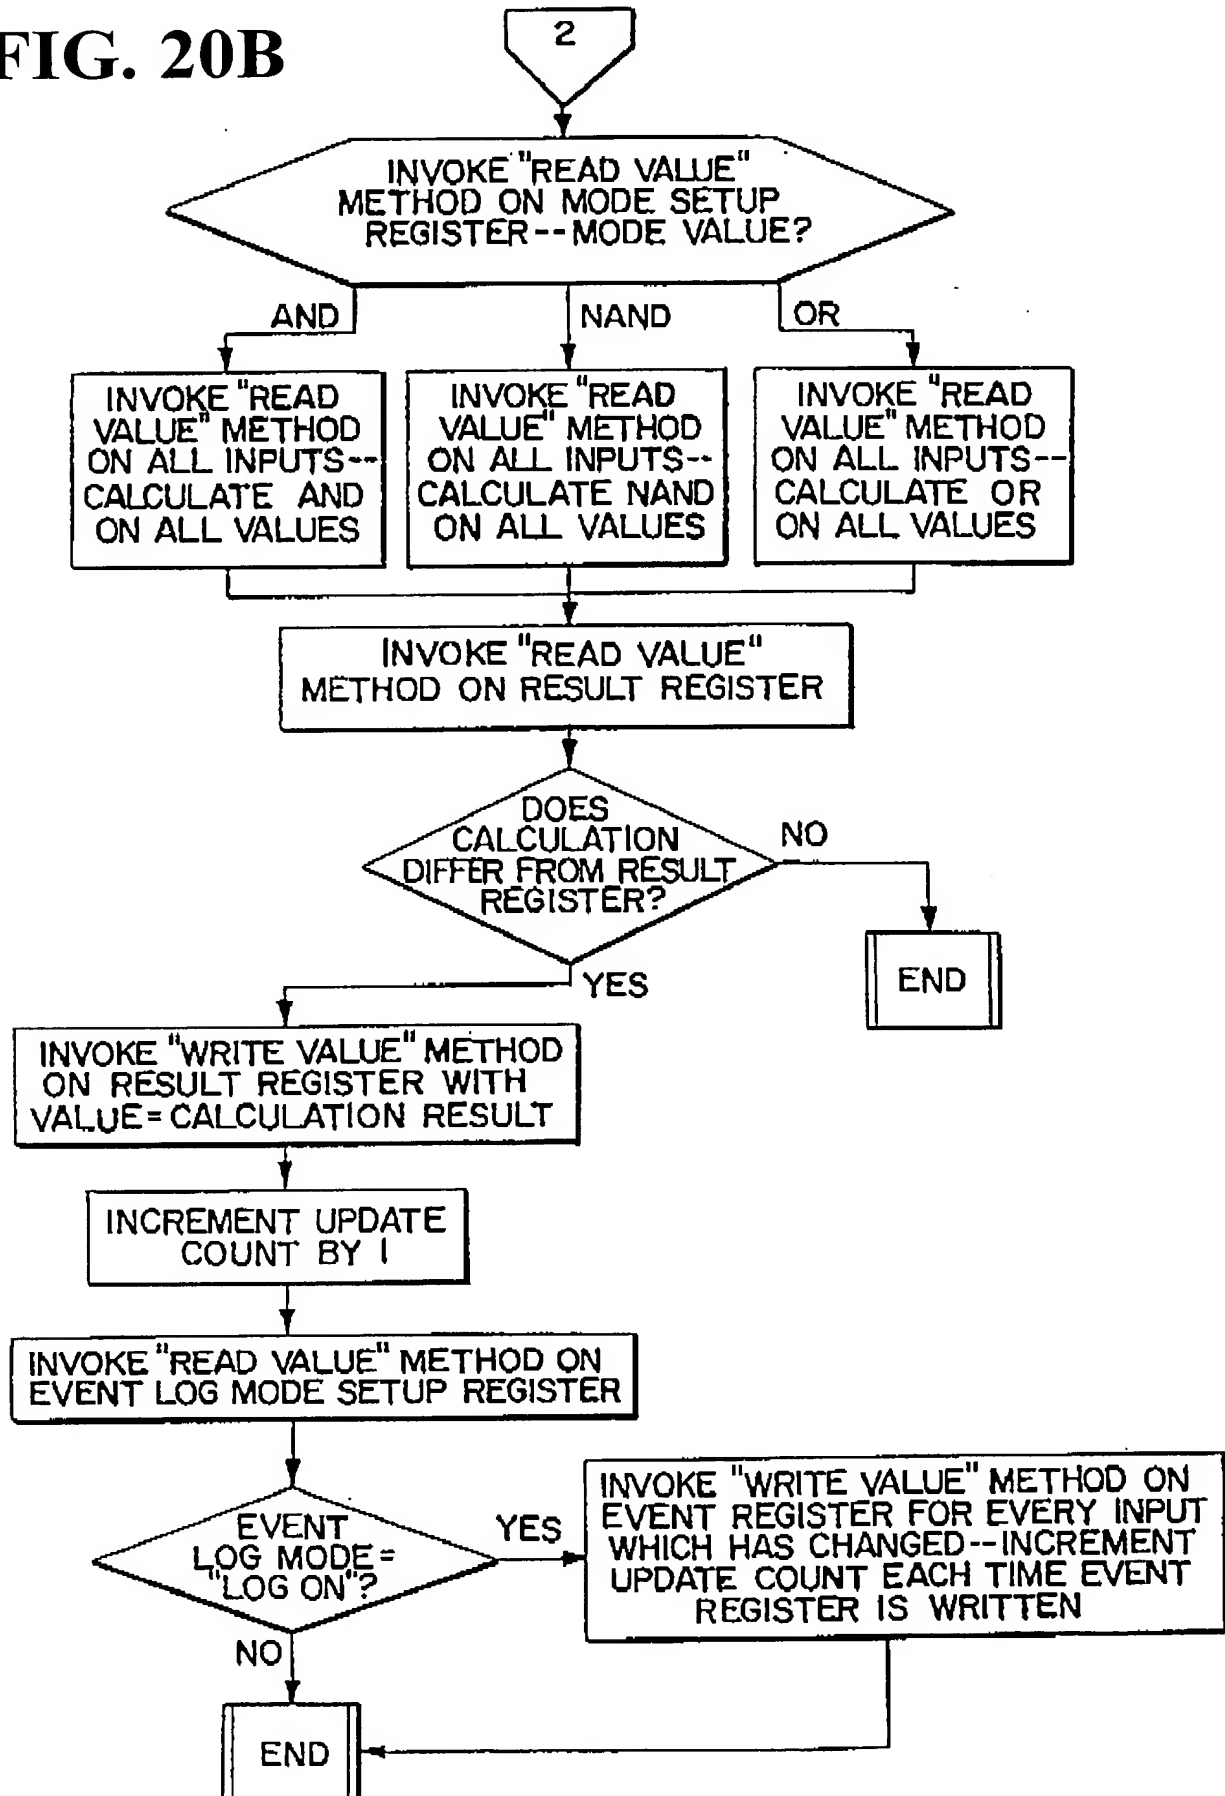 FIG. 20B
2
INVOKE "READ VALUE"
METHOD ON MODE SETUP
REGISTER--MODE VALUE?
AND
NAND
OR
INVOKE "READ
VALUE" METHOD
ON ALL INPUTS--
CALCULATE AND
ON ALL VALUES
INVOKE "READ
VALUE" METHOD
ON ALL INPUTS--
CALCULATE NAND
ON ALL VALUES
INVOKE "READ
VALUE" METHOD
ON ALL INPUTS--
CALCULATE OR
ON ALL VALUES
INVOKE "READ VALUE"
METHOD ON RESULT REGISTER
DOES
CALCULATION
DIFFER FROM RESULT
REGISTER?
NO
END
YES
INVOKE "WRITE VALUE" METHOD
ON RESULT REGISTER WITH
VALUE=CALCULATION RESULT
INCREMENT UPDATE
COUNT BY 1
INVOKE "READ VALUE" METHOD ON
EVENT LOG MODE SETUP REGISTER
EVENT
LOG MODE=
"LOG ON"?
YES
INVOKE "WRITE VALUE" METHOD ON
EVENT REGISTER FOR EVERY INPUT
WHICH HAS CHANGED--INCREMENT
UPDATE COUNT EACH TIME EVENT
REGISTER IS WRITTEN
NO
END